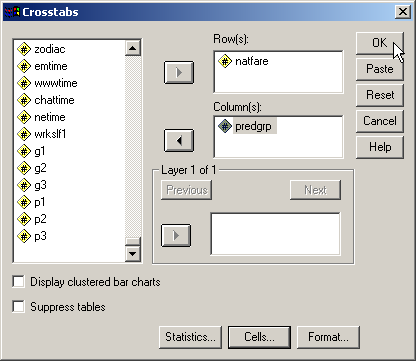 Crosstabs
zodiac
emtime
wwwtime
chattime
netime
wrkslf1
g1
g2
g3
p1
p2
p3
Row(s):
natfare
Column(s):
predgrp
Layer 1 of 1
Previous
Next
OK
Paste
Reset
Cancel
Help
Display clustered bar charts
Suppress tables
Statistics...
Cells...
Format...